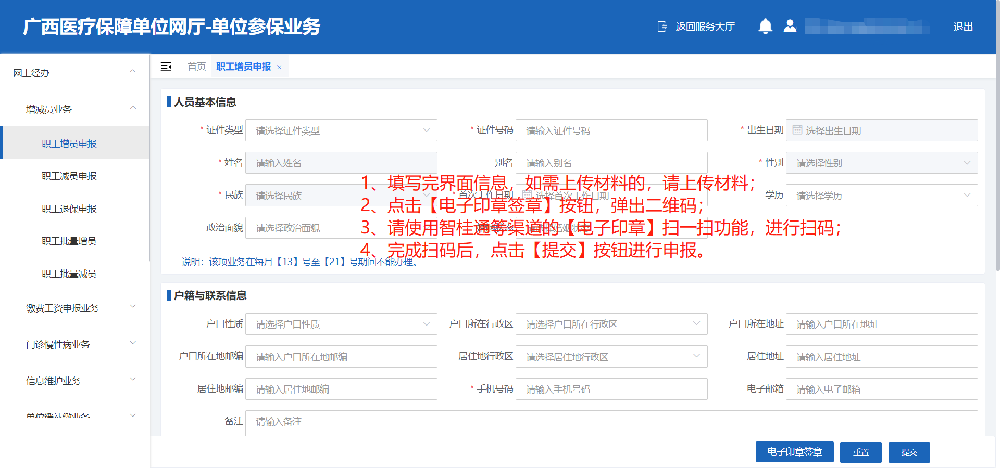 广西医疗保障单位网厅-单位参保业务
返回服务大厅
退出
网上经办
增减员业务
职工增员申报
职工减员申报
职工退保申报
职工批量增员
职工批量减员
缴费工资申报业务
门诊慢性病业务
信息维护业务
单位缓补缴业务
首页 职工增员申报 ×
人员基本信息
* 证件类型 请选择证件类型 * 证件号码 请输入证件号码 * 出生日期 选择出生日期
* 姓名 请输入姓名 别名 请输入别名 * 性别 请选择性别
1、填写完界面信息，如需上传材料的，请上传材料；
* 民族 请选择民族 * 首次工作日期 选择首次工作日期 学历 请选择学历
2、点击【电子印章签章】按钮，弹出二维码；
政治面貌 请选择政治面貌 婚姻状态 请选择婚姻状态
3、请使用智桂通等渠道的【电子印章】扫一扫功能，进行扫码；
4、完成扫码后，点击【提交】按钮进行申报。
说明：该项业务在每月【13】号至【21】号期间不能办理。
户籍与联系信息
户口性质 请选择户口性质 户口所在行政区 请选择户口所在行政区 户口所在地址 请输入户口所在地址
户口所在地邮编 请输入户口所在地邮编 居住地行政区 请选择居住地行政区 居住地址 请输入居住地址
居住地邮编 请输入居住地邮编 * 手机号码 请输入手机号码 电子邮箱 请输入电子邮箱
备注 请输入备注
电子印章签章 重置 提交